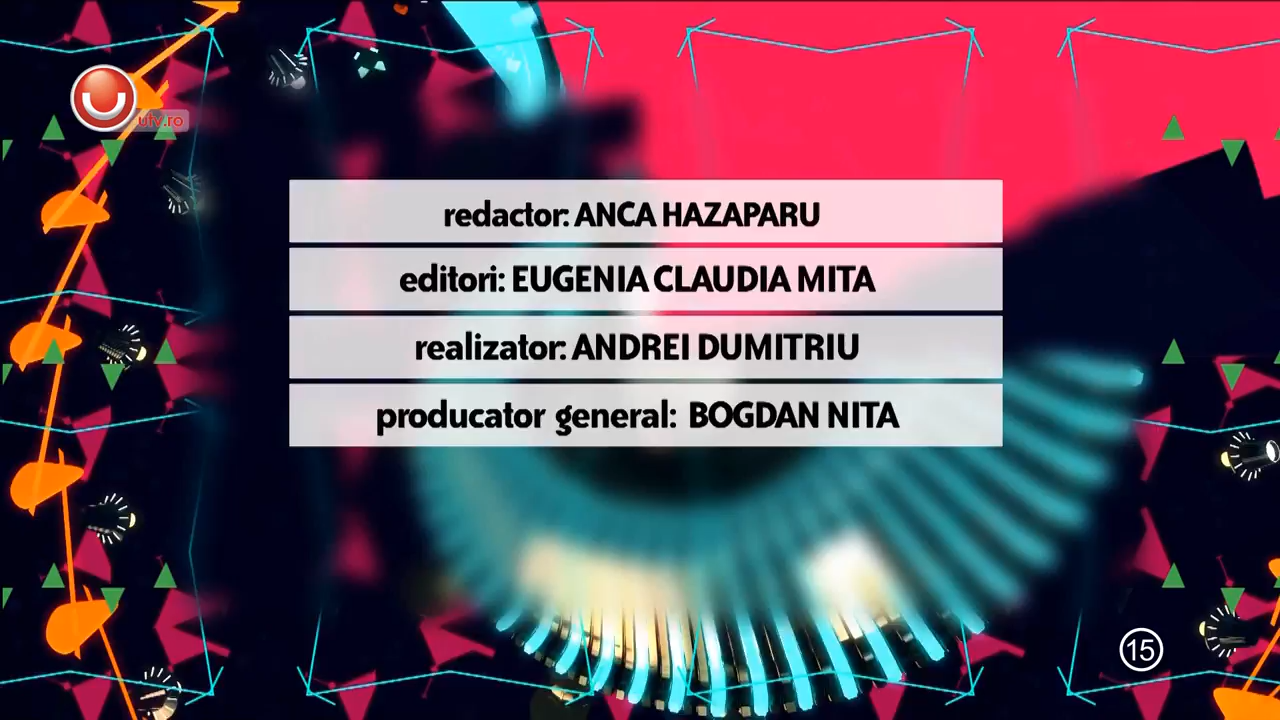 utv.ro
redactor: ANCA HAZAPARU
editori: EUGENIA CLAUDIA MITA
realizator: ANDREI DUMITRIU
producator general: BOGDAN NITA
15